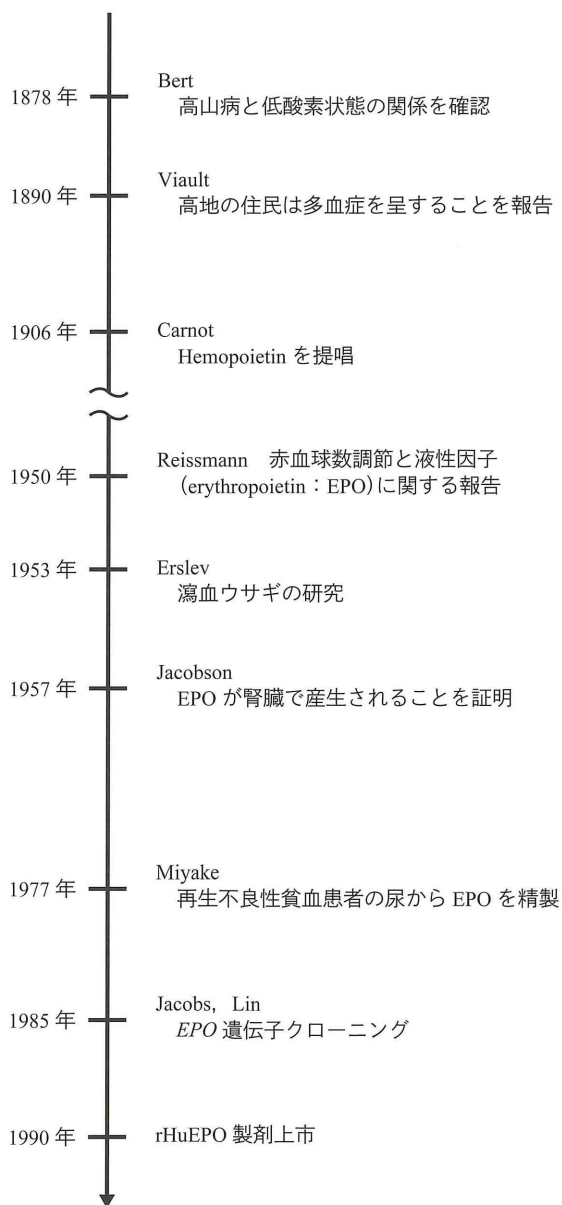 1878 年
Bert
高山病と低酸素状態の関係を確認
1890 年
Viault
高地の住民は多血症を呈することを報告
1906 年
Carnot
Hemopoietin を提唱
1950 年
Reissmann　赤血球数調節と液性因子
(erythropoietin：EPO)に関する報告
1953 年
Erslev
瀉血ウサギの研究
1957 年
Jacobson
EPO が腎臓で産生されることを証明
1977 年
Miyake
再生不良性貧血患者の尿から EPO を精製
1985 年
Jacobs, Lin
EPO 遺伝子クローニング
1990 年
rHuEPO 製剤上市